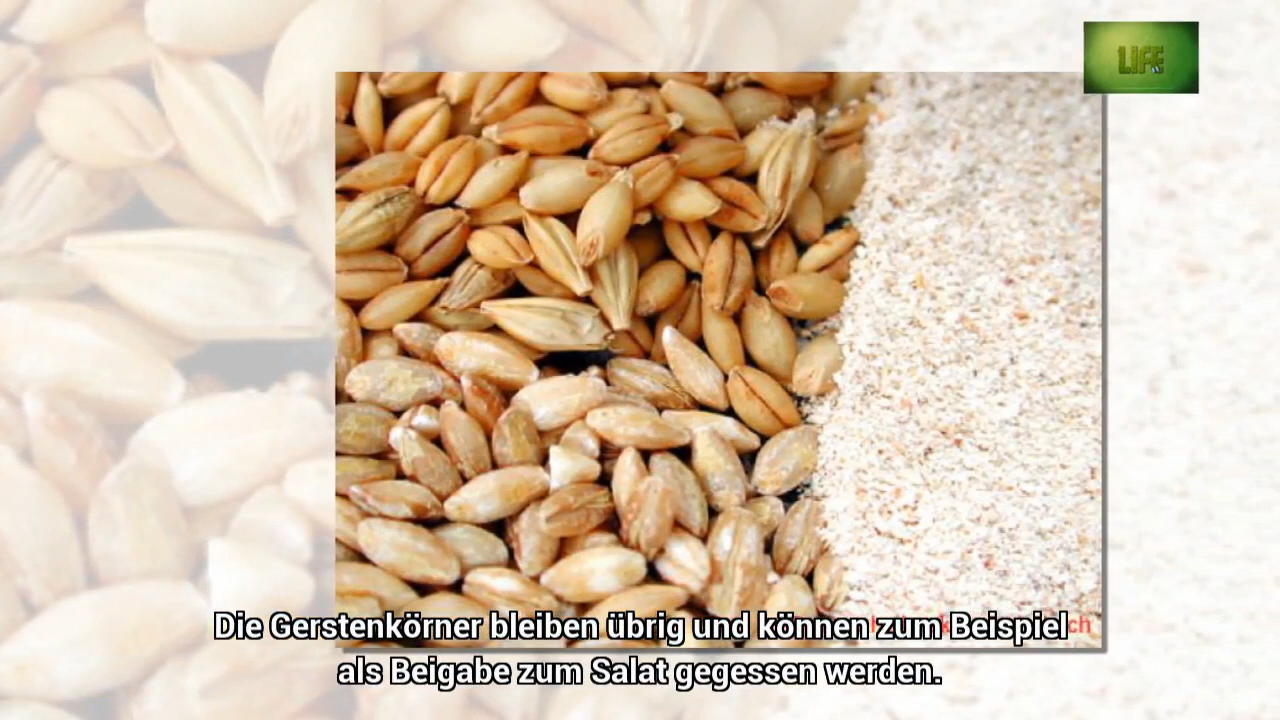 LIFE
Die Gerstenkörner bleiben übrig und können zum Beispiel
als Beigabe zum Salat gegessen werden.